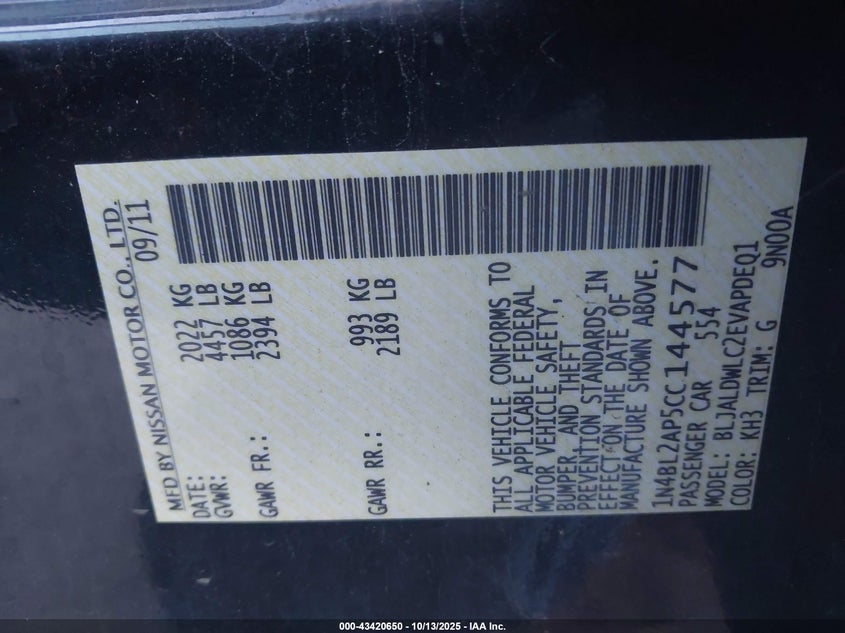 MFD BY NISSAN MOTOR CO., LTD.
DATE: 09/11
GVWR: 2022 KG
4457 LB
GAWR FR.: 1086 KG
2394 LB
GAWR RR.: 993 KG
2189 LB
THIS VEHICLE CONFORMS TO
ALL APPLICABLE FEDERAL
MOTOR VEHICLE SAFETY,
BUMPER, AND THEFT
PREVENTION STANDARDS IN
EFFECT ON THE DATE OF
MANUFACTURE SHOWN ABOVE.
1N4BL2AP5CC144577
PASSENGER CAR 554
MODEL: BLJALDWLC2EVAPDEQ1
COLOR: KH3 TRIM: G 9N00A
000-43420650 - 10/13/2025 - IAA Inc.